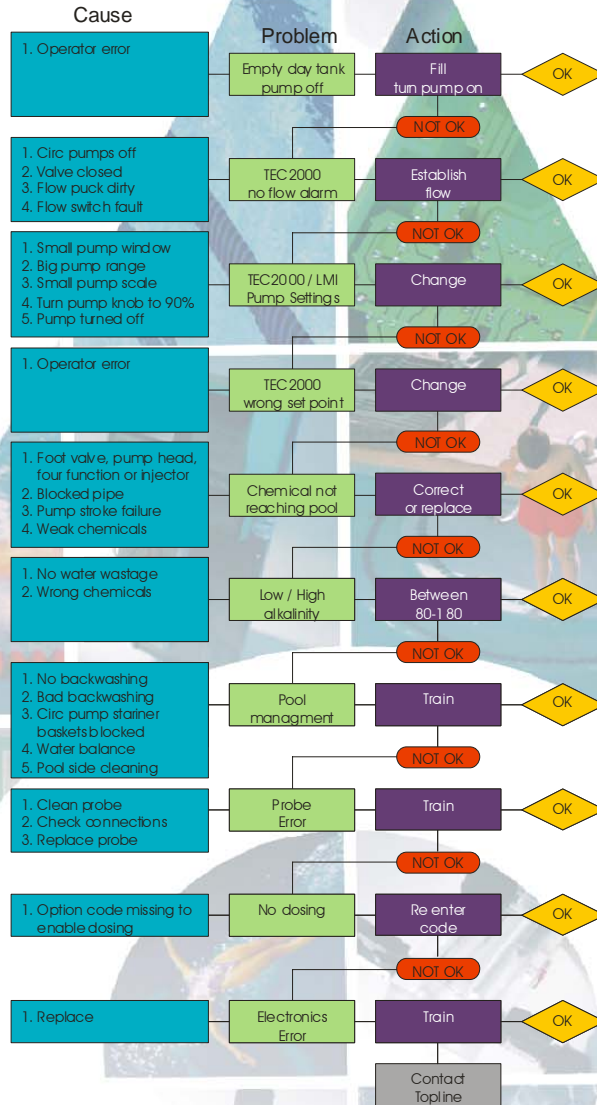 Cause
Problem
Action
1. Operator error
Empty day tank
pump off
Fill
turn pump on
OK
NOT OK
1. Circ pumps off
2. Valve closed
3. Flow puck dirty
4. Flow switch fault
TEC2000
no flow alarm
Establish
flow
OK
NOT OK
1. Small pump window
2. Big pump range
3. Small pump scale
4. Turn pump knob to 90%
5. Pump turned off
TEC2000 / LMI
Pump Settings
Change
OK
NOT OK
1. Operator error
TEC2000
wrong set point
Change
OK
NOT OK
1. Foot valve, pump head,
four function or injector
2. Blocked pipe
3. Pump stroke failure
4. Weak chemicals
Chemical not
reaching pool
Correct
or replace
OK
NOT OK
1. No water wastage
2. Wrong chemicals
Low / High
alkalinity
Between
80-180
OK
NOT OK
1. No backwashing
2. Bad backwashing
3. Circ pump stariner
baskets blocked
4. Water balance
5. Pool side cleaning
Pool
managment
Train
OK
NOT OK
1. Clean probe
2. Check connections
3. Replace probe
Probe
Error
Train
OK
NOT OK
1. Option code missing to
enable dosing
No dosing
Re enter
code
OK
NOT OK
1. Replace
Electronics
Error
Train
OK
Contact
Topline